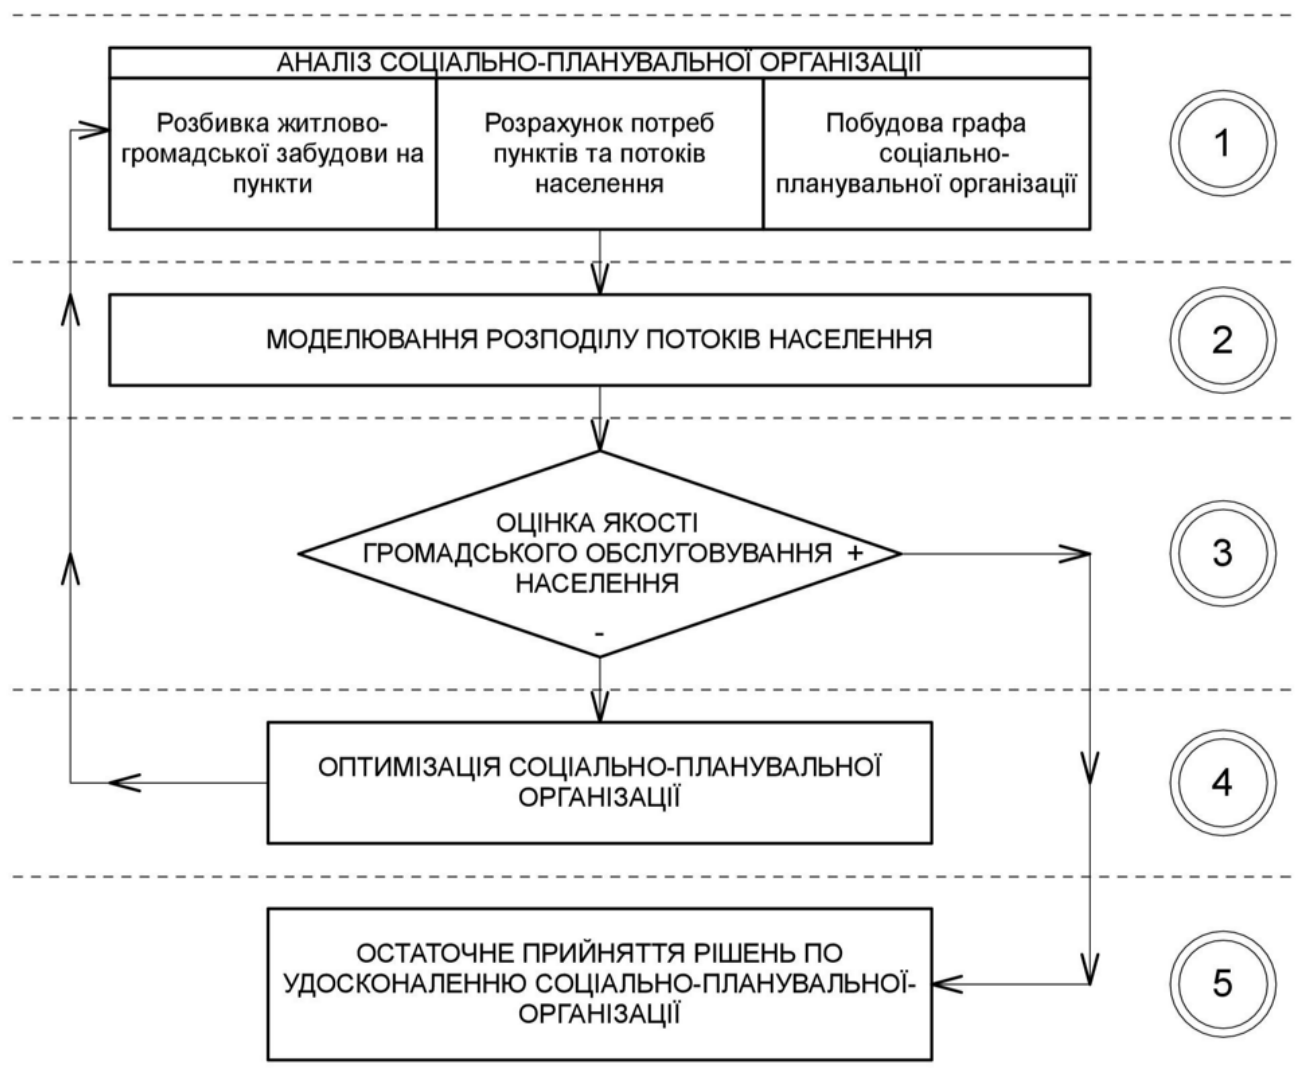 АНАЛІЗ СОЦІАЛЬНО-ПЛАНУВАЛЬНОЇ ОРГАНІЗАЦІЇ
Розбивка житлово-
громадської забудови на
пункти
Розрахунок потреб
пунктів та потоків
населення
Побудова графа
соціально-
планувальної організації
1
МОДЕЛЮВАННЯ РОЗПОДІЛУ ПОТОКІВ НАСЕЛЕННЯ
2
ОЦІНКА ЯКОСТІ
ГРОМАДСЬКОГО ОБСЛУГОВУВАННЯ +
НАСЕЛЕННЯ
-
3
ОПТИМІЗАЦІЯ СОЦІАЛЬНО-ПЛАНУВАЛЬНОЇ
ОРГАНІЗАЦІЇ
4
ОСТАТОЧНЕ ПРИЙНЯТТЯ РІШЕНЬ ПО
УДОСКОНАЛЕННЮ СОЦІАЛЬНО-ПЛАНУВАЛЬНОЇ-
ОРГАНІЗАЦІЇ
5